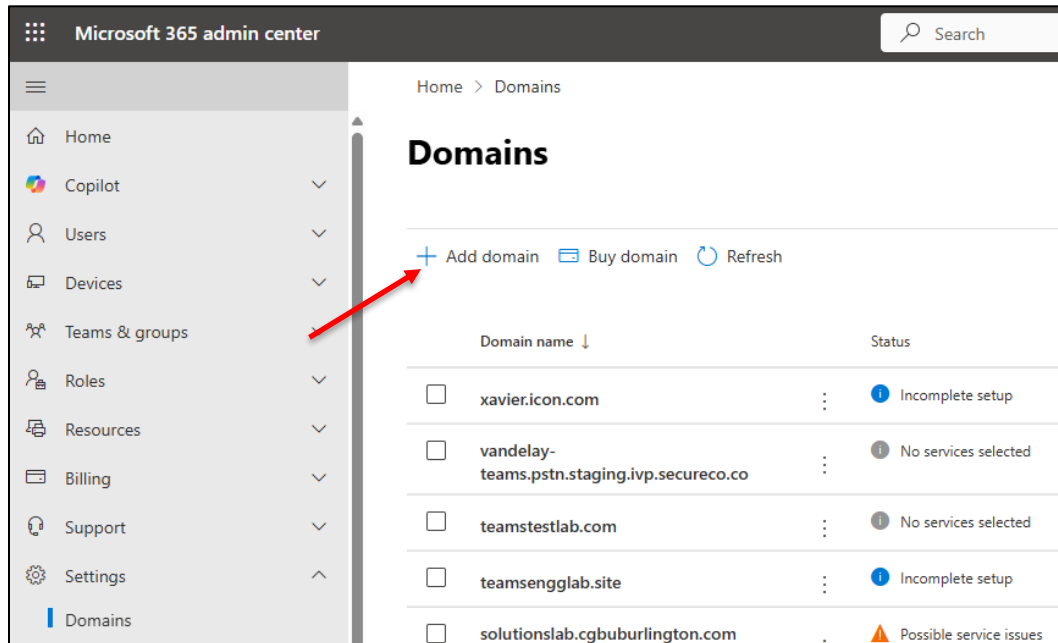 Microsoft 365 admin center
Search
Home > Domains
Home
Copilot
Users
Devices
Teams & groups
Roles
Resources
Billing
Support
Settings
Domains
Domains
Add domain Buy domain Refresh
Domain name ↓ Status
xavier.icon.com Incomplete setup
vandelay-
teams.pstn.staging.ivp.secureco.co No services selected
teamstestlab.com No services selected
teamsengglab.site Incomplete setup
solutionslab.cgbuburlington.com Possible service issues